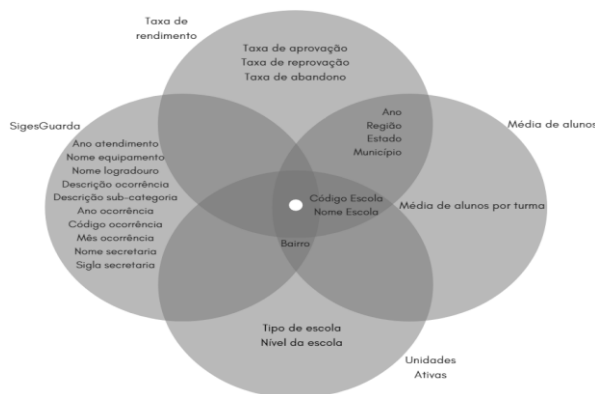 Taxa de
rendimento
Taxa de aprovação
Taxa de reprovação
Taxa de abandono
SigesGuarda
Ano atendimento
Nome equipamento
Nome logradouro
Descrição ocorrência
Descrição sub-categoria
Ano ocorrência
Código ocorrência
Mês ocorrência
Nome secretaria
Sigla secretaria
Ano
Região
Estado
Município
Média de alunos
Código Escola
Nome Escola
Média de alunos por turma
Bairro
Tipo de escola
Nível da escola
Unidades
Ativas